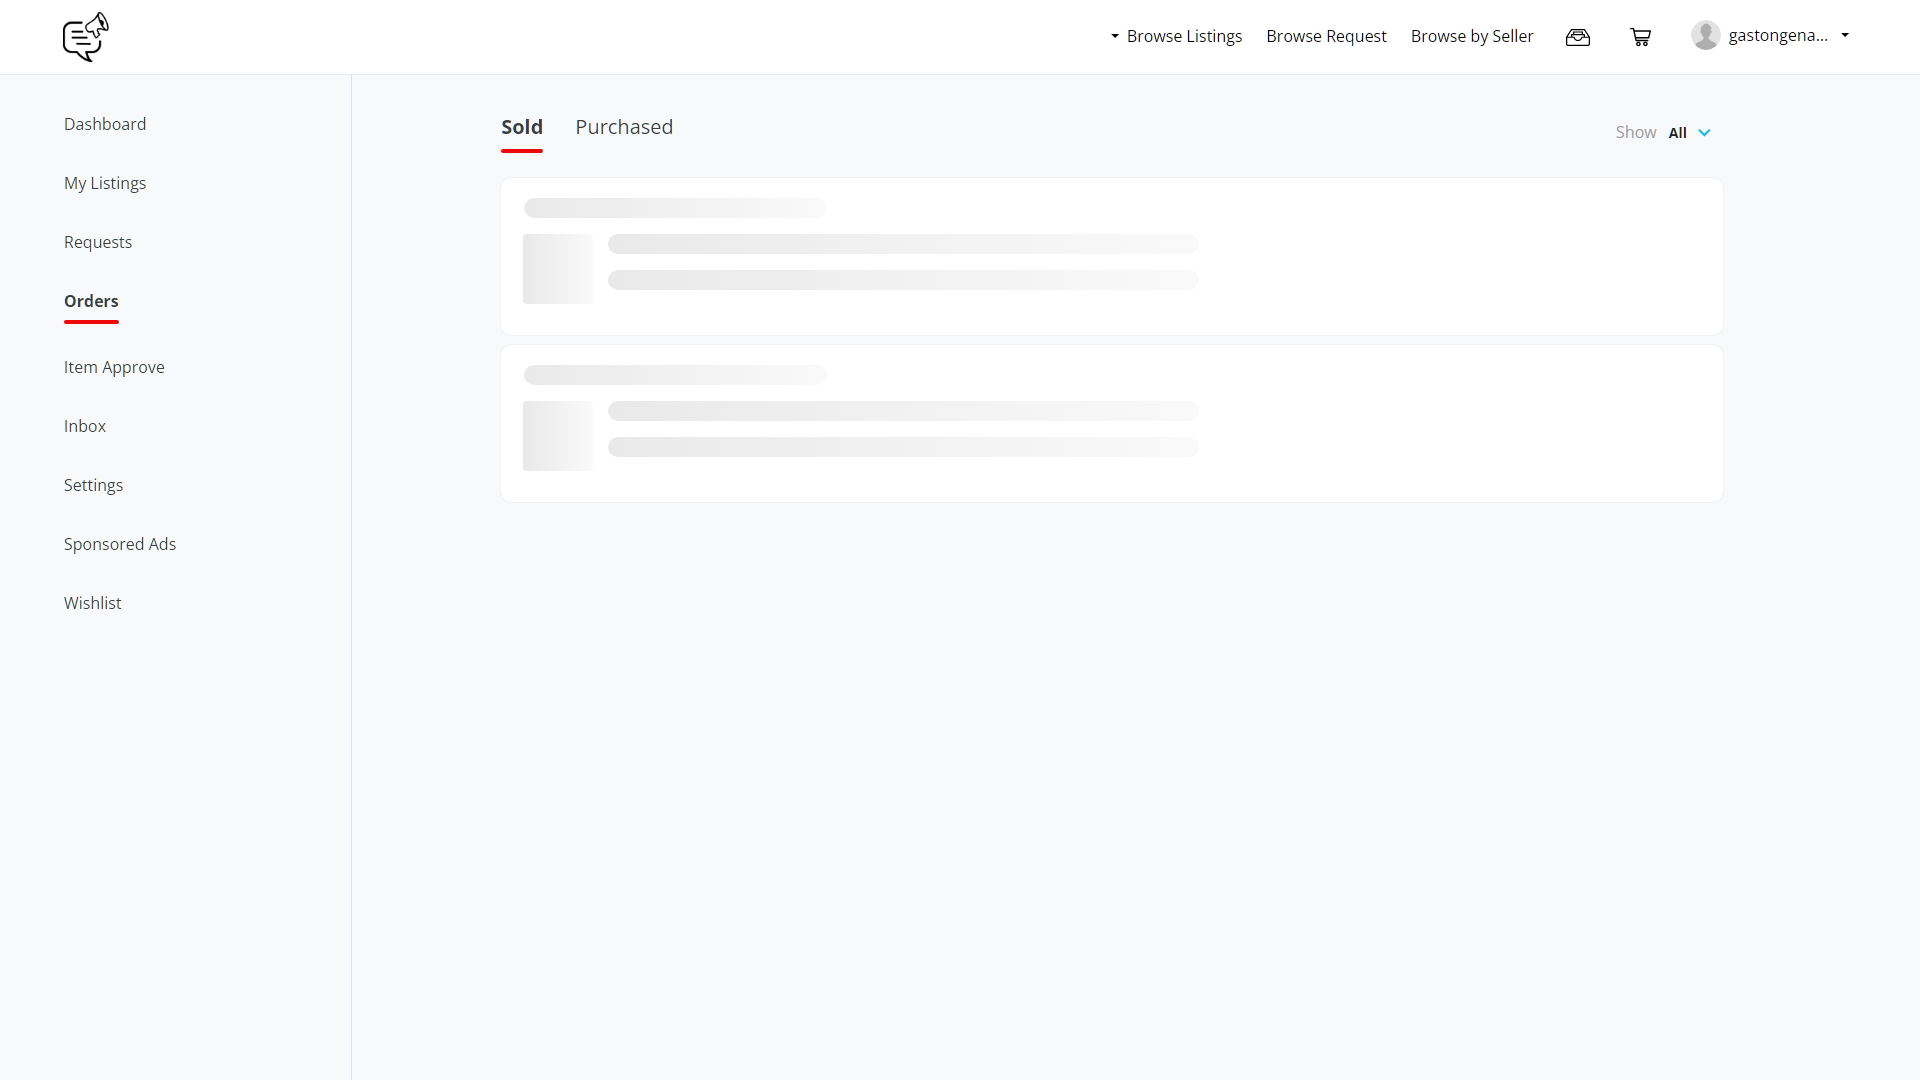 Browse Listings
Browse Request
Browse by Seller
gastongena...
Dashboard
My Listings
Requests
Orders
Item Approve
Inbox
Settings
Sponsored Ads
Wishlist
Sold
Purchased
Show All